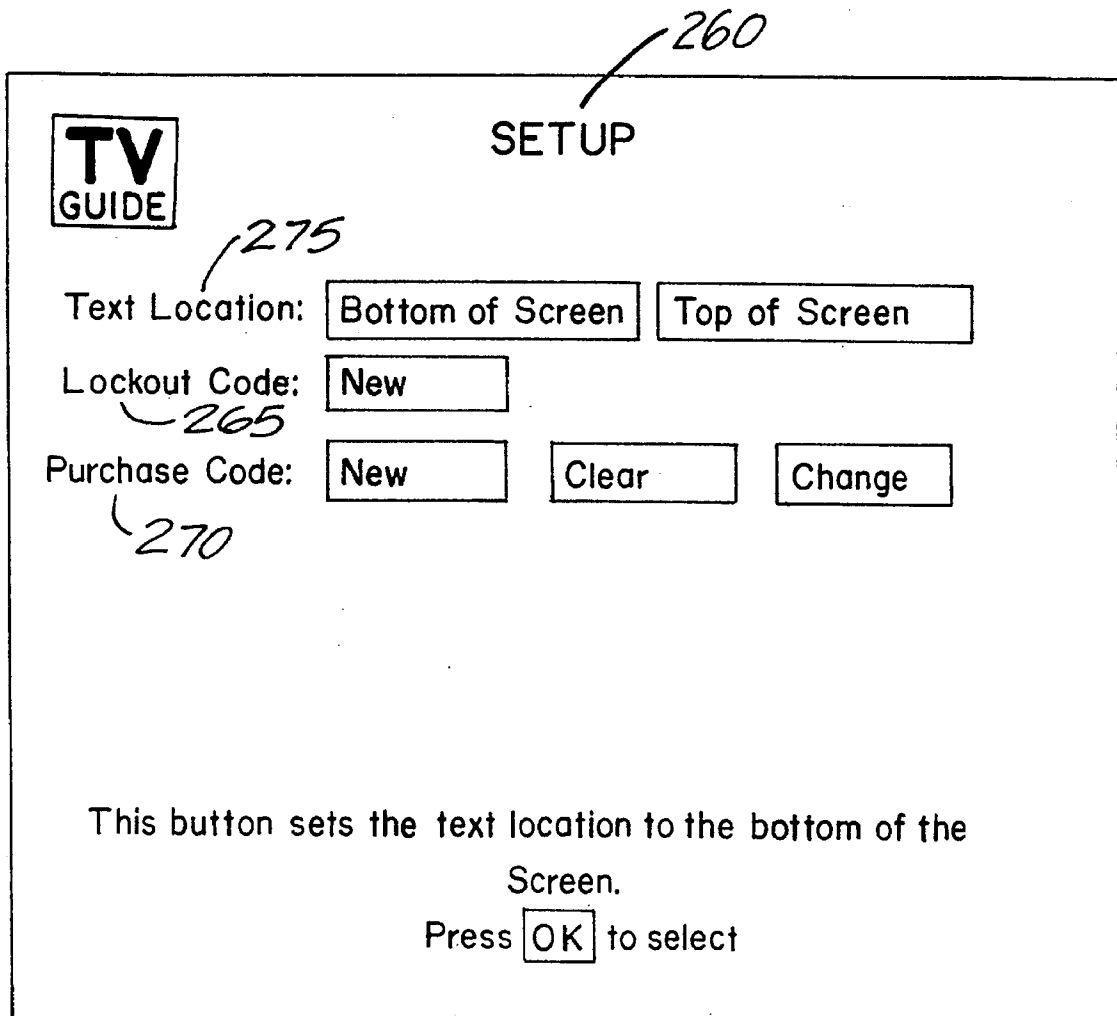 260
SETUP
TV
GUIDE
275
Text Location: Bottom of Screen Top of Screen
Lockout Code: New
265
Purchase Code: New Clear Change
270
This button sets the text location to the bottom of the
Screen.
Press OK to select